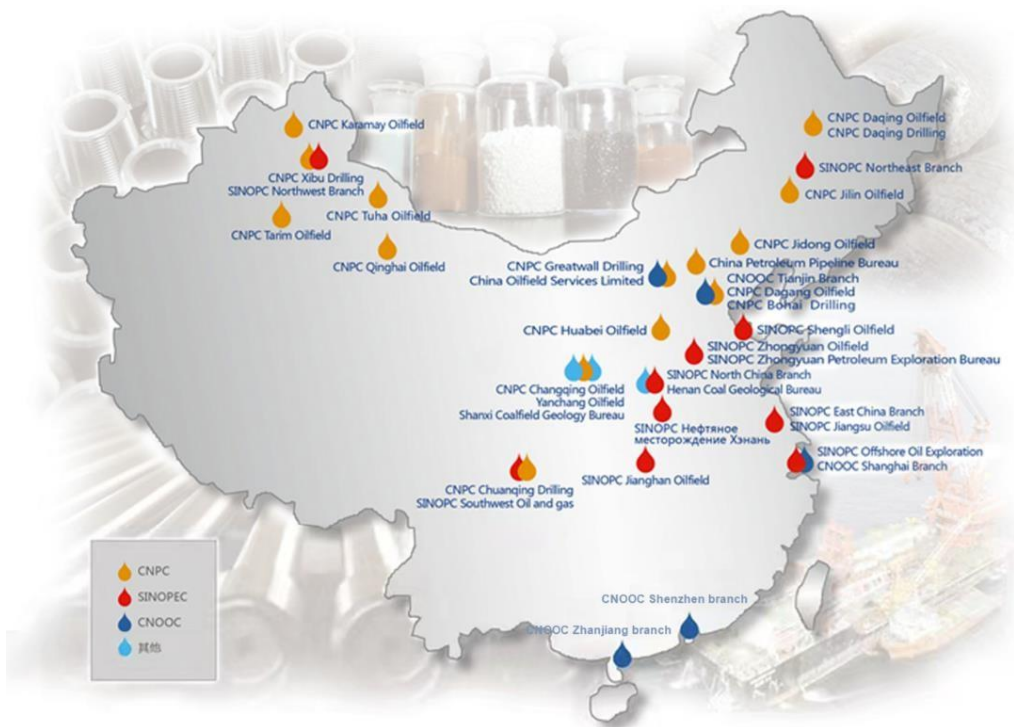 CNPC Karamay Oilfield
CNPC Xibu Drilling
SINOPC Northwest Branch
CNPC Tuha Oilfield
CNPC Tarim Oilfield
CNPC Qinghai Oilfield
CNPC Daqing Oilfield
CNPC Daqing Drilling
SINOPC Northeast Branch
CNPC Jilin Oilfield
CNPC Jidong Oilfield
China Petroleum Pipeline Bureau
CNPC Greatwall Drilling
China Oilfield Services Limited
CNOOC Tianjin Branch
CNPC Dagang Oilfield
CNPC Bohai Drilling
CNPC Huabei Oilfield
SINOPC Shengli Oilfield
SINOPC Zhongyuan Oilfield
SINOPC Zhongyuan Petroleum Exploration Bureau
CNPC Changqing Oilfield
Yanchang Oilfield
Shanxi Coalfield Geology Bureau
SINOPC North China Branch
Henan Coal Geological Bureau
SINOPC Нефтяное
месторождение Хэнань
SINOPC East China Branch
SINOPC Jiangsu Oilfield
SINOPC Offshore Oil Exploration
CNOOC Shanghai Branch
SINOPC Jianghan Oilfield
CNPC Chuanqing Drilling
SINOPC Southwest Oil and gas
CNOOC Shenzhen branch
CNOOC Zhanjiang branch
CNPC
SINOPEC
CNOOC
其他